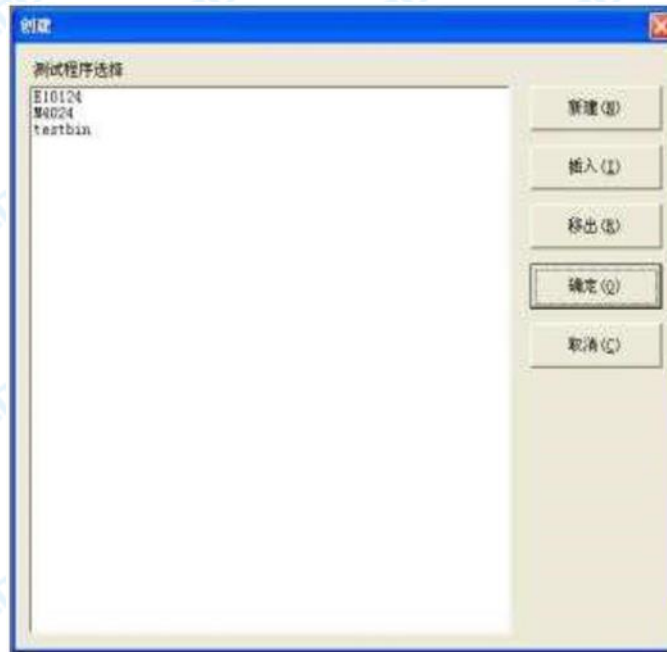 创建
测试程序选择
E10124
M4024
testbin
新建(N)
插入(I)
移出(R)
确定(O)
取消(C)